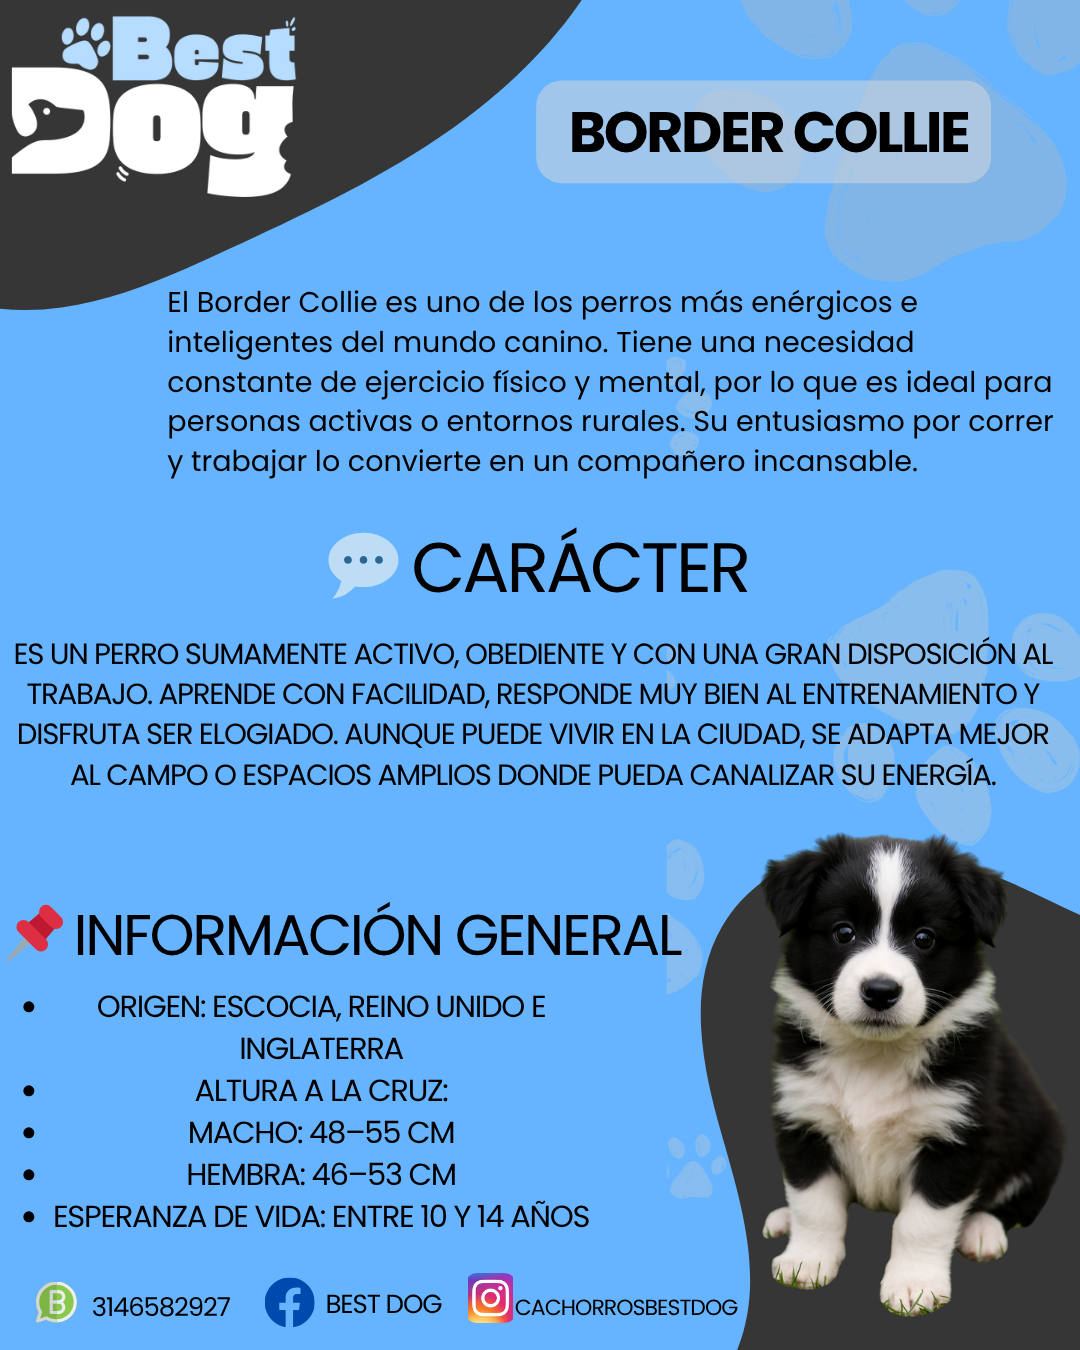 Best
Dog
BORDER COLLIE
El Border Collie es uno de los perros más enérgicos e
inteligentes del mundo canino. Tiene una necesidad
constante de ejercicio físico y mental, por lo que es ideal para
personas activas o entornos rurales. Su entusiasmo por correr
y trabajar lo convierte en un compañero incansable.
CARÁCTER
ES UN PERRO SUMAMENTE ACTIVO, OBEDIENTE Y CON UNA GRAN DISPOSICIÓN AL
TRABAJO. APRENDE CON FACILIDAD, RESPONDE MUY BIEN AL ENTRENAMIENTO Y
DISFRUTA SER ELOGIADO. AUNQUE PUEDE VIVIR EN LA CIUDAD, SE ADAPTA MEJOR
AL CAMPO O ESPACIOS AMPLIOS DONDE PUEDA CANALIZAR SU ENERGÍA.
INFORMACIÓN GENERAL
• ORIGEN: ESCOCIA, REINO UNIDO E
INGLATERRA
• ALTURA A LA CRUZ:
• MACHO: 48–55 CM
• HEMBRA: 46–53 CM
• ESPERANZA DE VIDA: ENTRE 10 Y 14 AÑOS
B 3146582927 BEST DOG CACHORROSBESTDOG